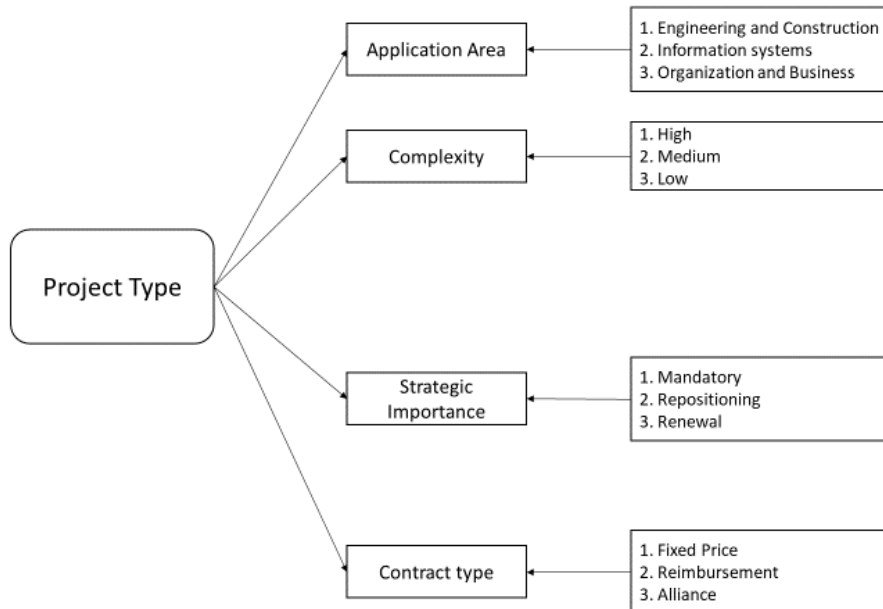 Project Type
Application Area
1. Engineering and Construction
2. Information systems
3. Organization and Business
Complexity
1. High
2. Medium
3. Low
Strategic
Importance
1. Mandatory
2. Repositioning
3. Renewal
Contract type
1. Fixed Price
2. Reimbursement
3. Alliance